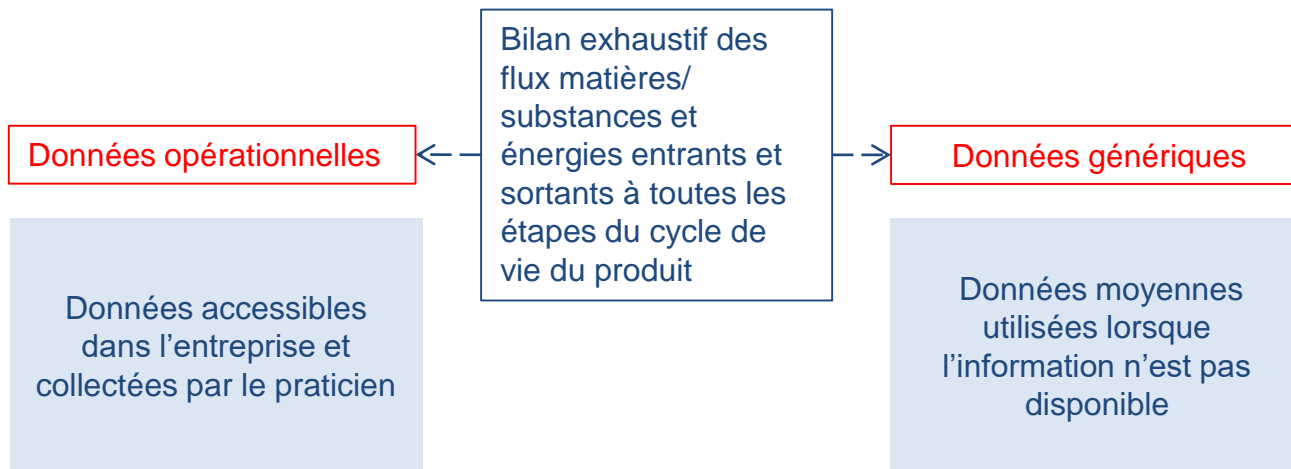 Bilan exhaustif des
flux matières/
substances et
énergies entrants et
sortants à toutes les
étapes du cycle de
vie du produit
Données opérationnelles
Données génériques
Données accessibles
dans l’entreprise et
collectées par le praticien
Données moyennes
utilisées lorsque
l’information n’est pas
disponible